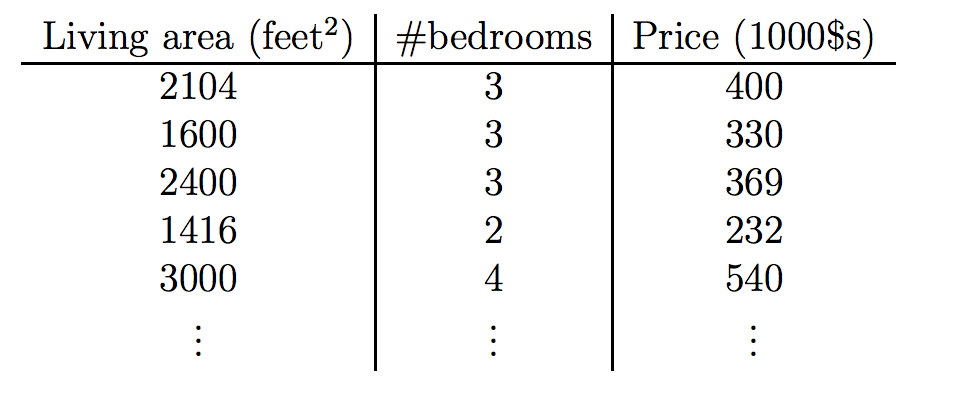 Living area (feet²) #bedrooms Price (1000$s)
2104 3 400
1600 3 330
2400 3 369
1416 2 232
3000 4 540
⋮ ⋮ ⋮